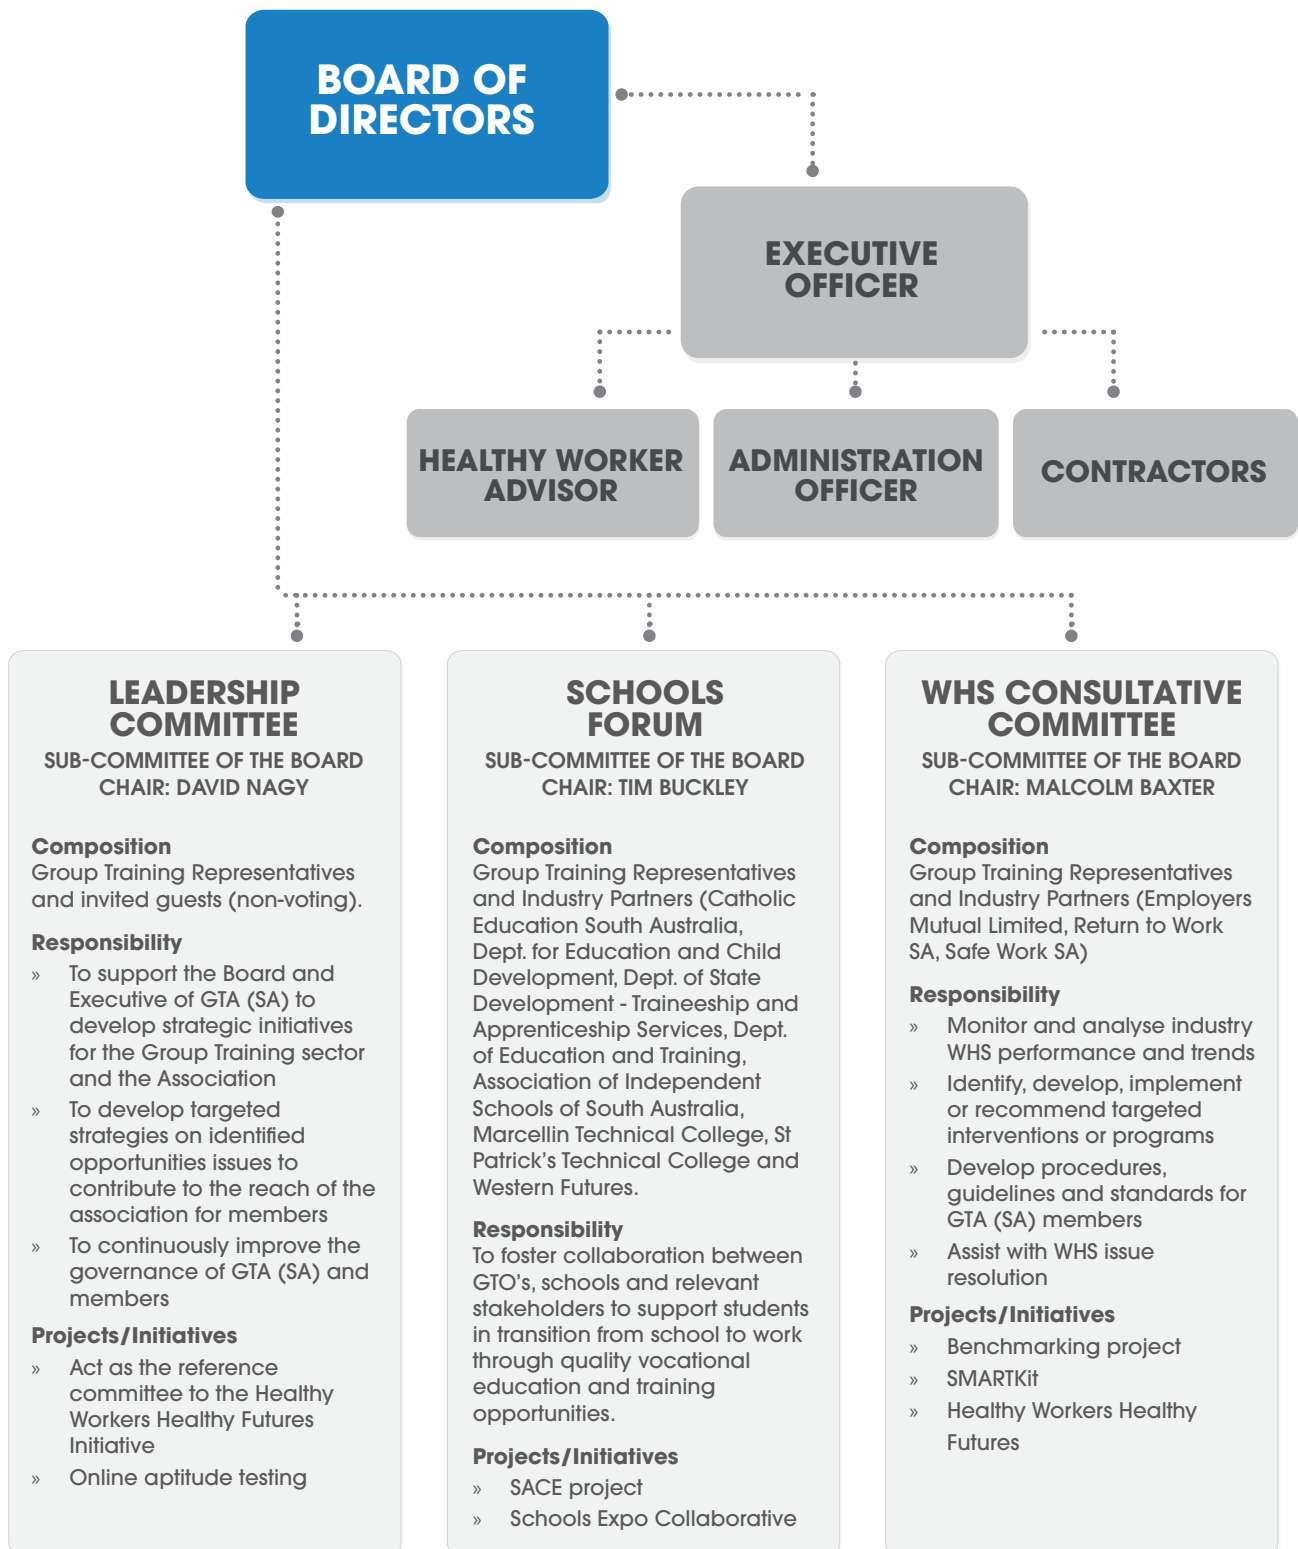 BOARD OF
DIRECTORS
EXECUTIVE
OFFICER
HEALTHY WORKER
ADVISOR
ADMINISTRATION
OFFICER
CONTRACTORS
LEADERSHIP
COMMITTEE
SUB-COMMITTEE OF THE BOARD
CHAIR: DAVID NAGY
Composition
Group Training Representatives
and invited guests (non-voting).
Responsibility
» To support the Board and
Executive of GTA (SA) to
develop strategic initiatives
for the Group Training sector
and the Association
» To develop targeted
strategies on identified
opportunities issues to
contribute to the reach of the
association for members
» To continuously improve the
governance of GTA (SA) and
members
Projects/Initiatives
» Act as the reference
committee to the Healthy
Workers Healthy Futures
Initiative
» Online aptitude testing
SCHOOLS
FORUM
SUB-COMMITTEE OF THE BOARD
CHAIR: TIM BUCKLEY
Composition
Group Training Representatives
and Industry Partners (Catholic
Education South Australia,
Dept. for Education and Child
Development, Dept. of State
Development - Traineeship and
Apprenticeship Services, Dept.
of Education and Training,
Association of Independent
Schools of South Australia,
Marcellin Technical College, St
Patrick's Technical College and
Western Futures.
Responsibility
To foster collaboration between
GTO's, schools and relevant
stakeholders to support students
in transition from school to work
through quality vocational
education and training
opportunities.
Projects/Initiatives
» SACE project
» Schools Expo Collaborative
WHS CONSULTATIVE
COMMITTEE
SUB-COMMITTEE OF THE BOARD
CHAIR: MALCOLM BAXTER
Composition
Group Training Representatives
and Industry Partners (Employers
Mutual Limited, Return to Work
SA, Safe Work SA)
Responsibility
» Monitor and analyse industry
WHS performance and trends
» Identify, develop, implement
or recommend targeted
interventions or programs
» Develop procedures,
guidelines and standards for
GTA (SA) members
» Assist with WHS issue
resolution
Projects/Initiatives
» Benchmarking project
» SMARTKit
» Healthy Workers Healthy
Futures